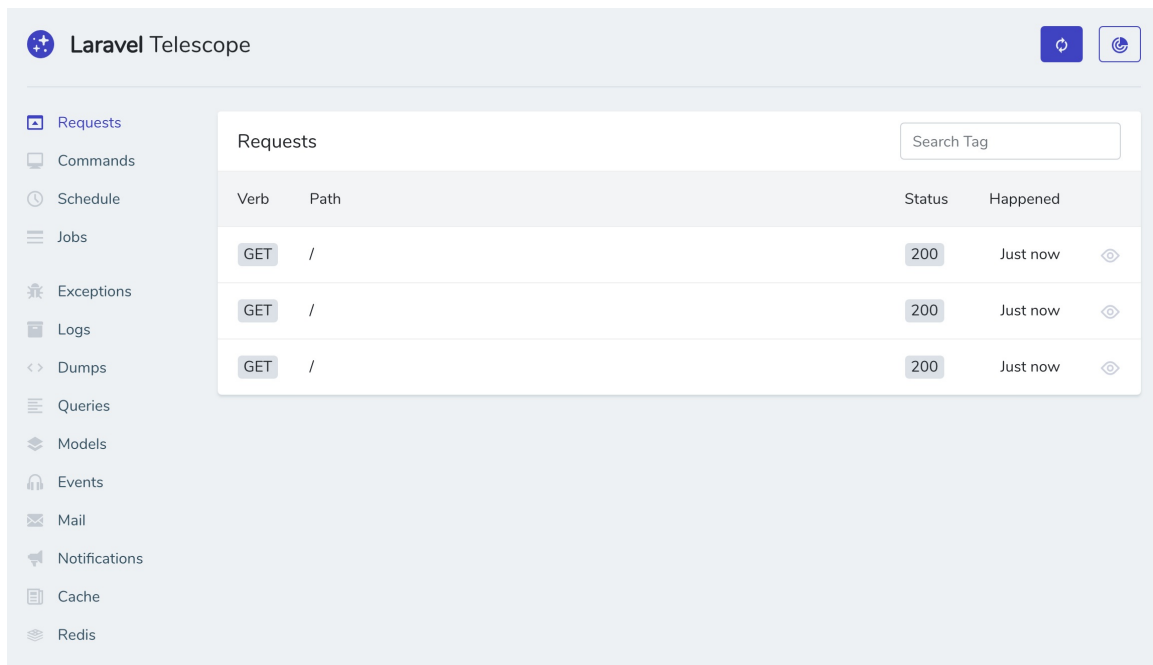 Laravel Telescope
Requests
Commands
Schedule
Jobs
Exceptions
Logs
Dumps
Queries
Models
Events
Mail
Notifications
Cache
Redis
Requests
Search Tag
Verb Path Status Happened
GET / 200 Just now
GET / 200 Just now
GET / 200 Just now